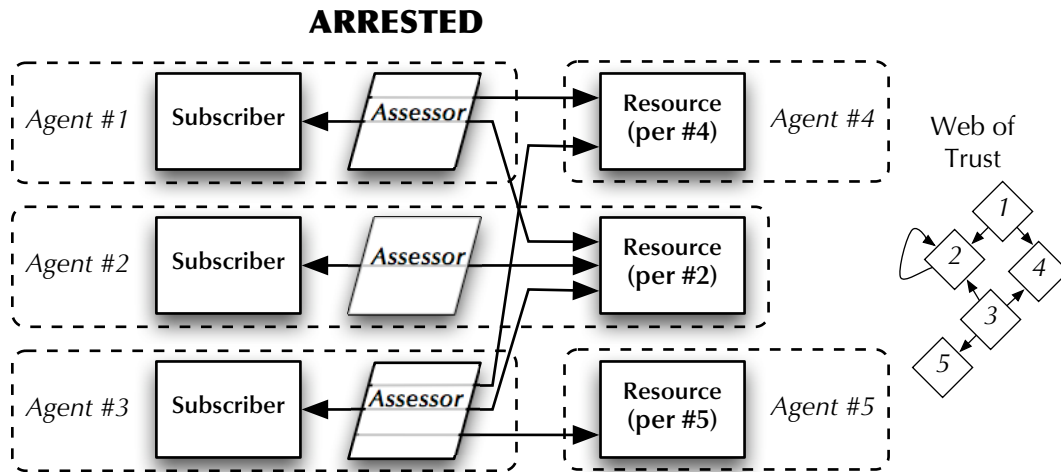 ARRESTED
Agent #1
Subscriber
Assessor
Resource
(per #4)
Agent #4
Agent #2
Subscriber
Assessor
Resource
(per #2)
Agent #3
Subscriber
Assessor
Resource
(per #5)
Agent #5
Web of
Trust
1
2
4
3
5